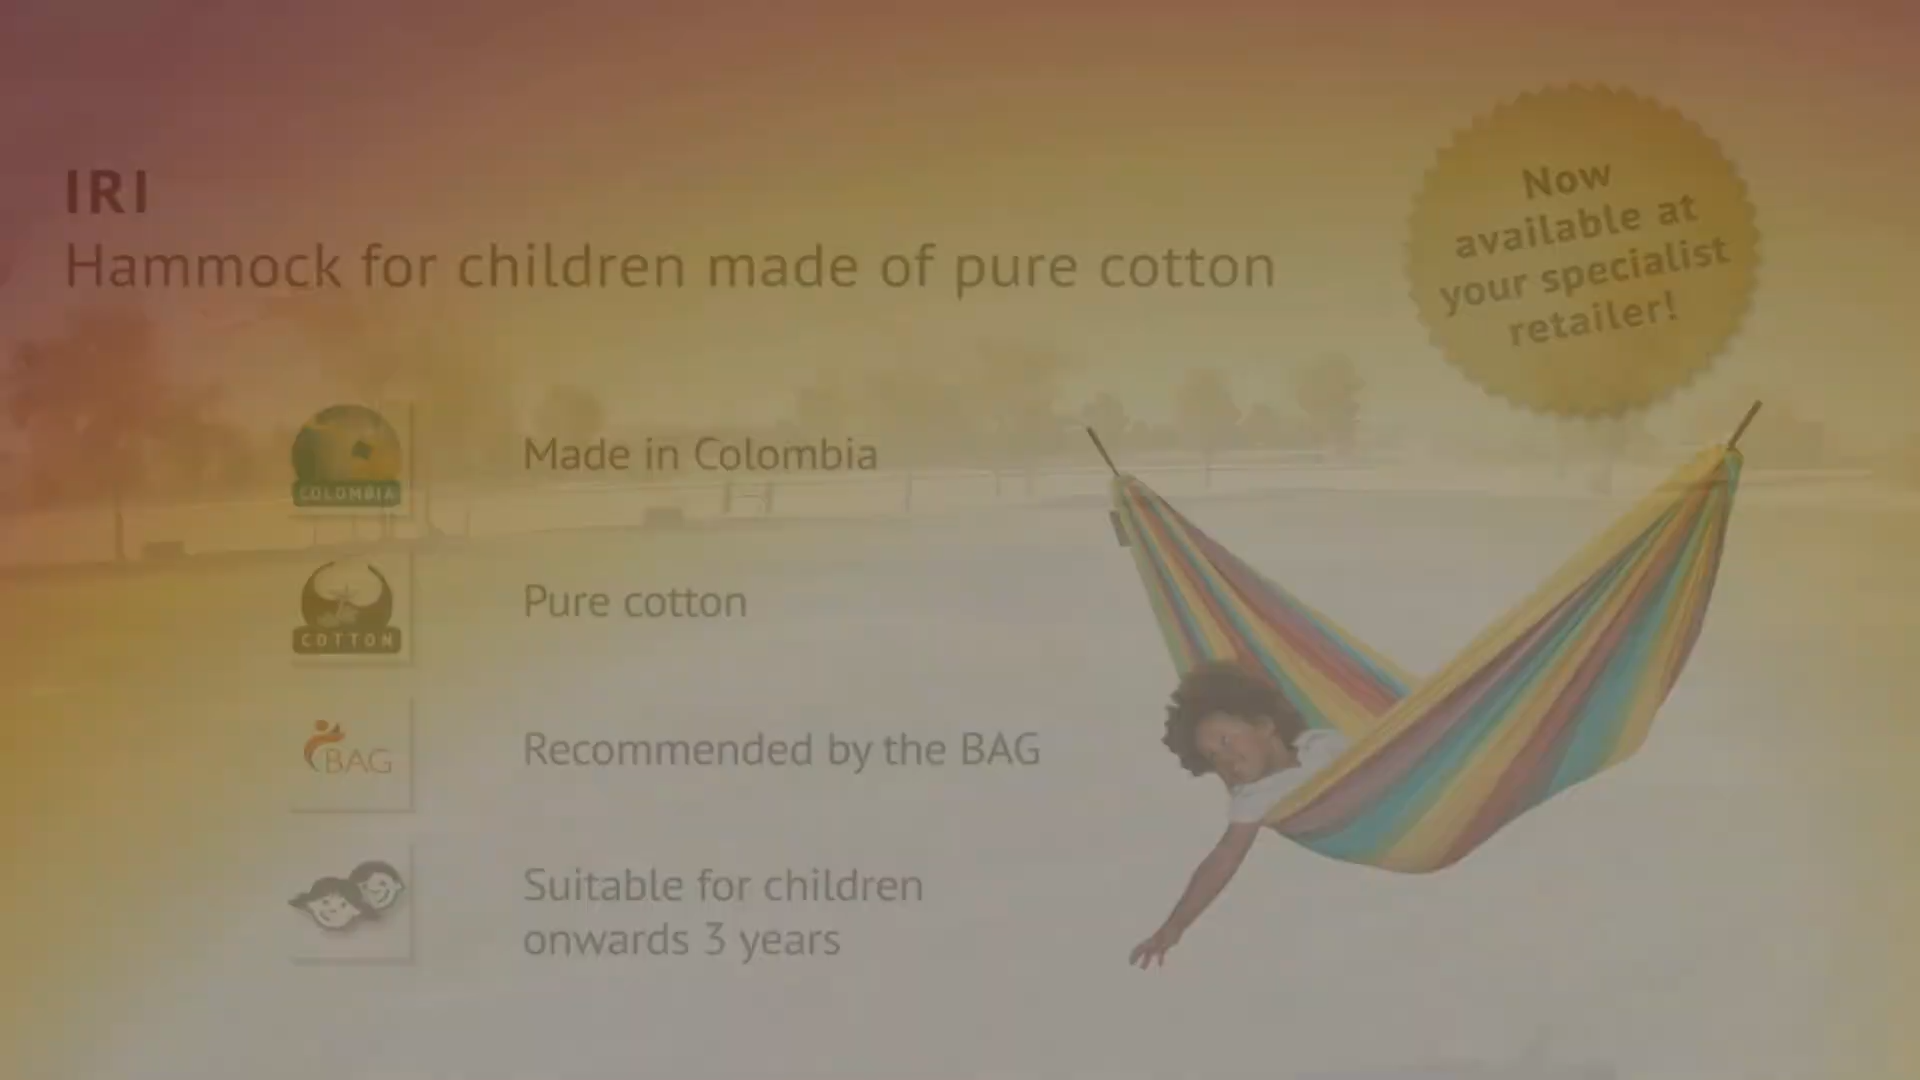 IRI
Hammock for children made of pure cotton
Now
available at
your specialist
retailer!
COLOMBIA
Made in Colombia
COTTON
Pure cotton
BAG
Recommended by the BAG
Suitable for children
onwards 3 years